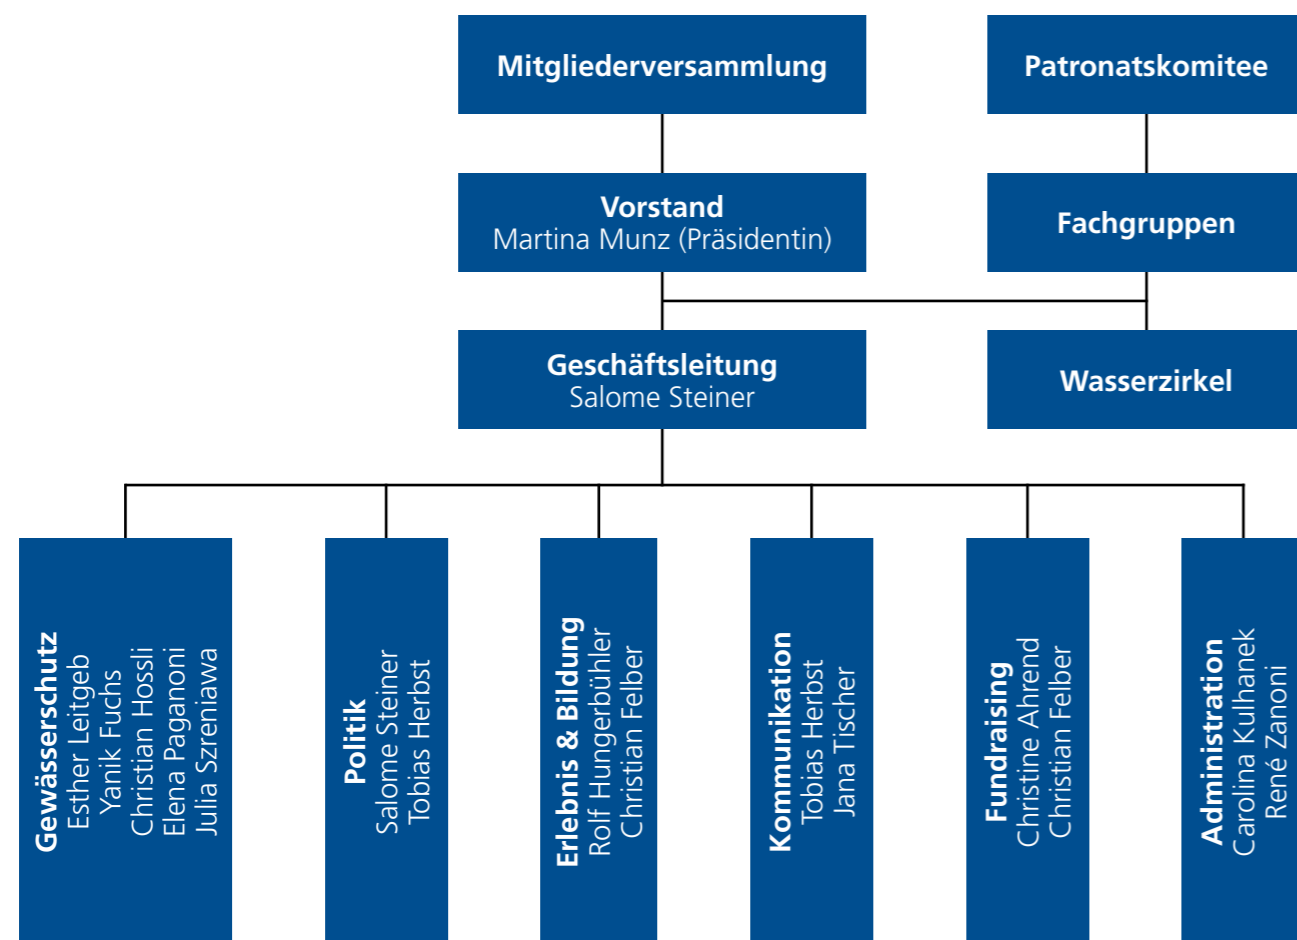 Mitgliederversammlung
Patronatskomitee
Vorstand
Martina Munz (Präsidentin)
Fachgruppen
Geschäftsleitung
Salome Steiner
Wasserzirkel
Gewässerschutz
Esther Leitgeb
Yanik Fuchs
Christian Hossli
Elena Paganoni
Julia Szreniawa
Politik
Salome Steiner
Tobias Herbst
Erlebnis & Bildung
Rolf Hungerbühler
Christian Felber
Kommunikation
Tobias Herbst
Jana Tischer
Fundraising
Christine Ahrend
Christian Felber
Administration
Carolina Kulhanek
René Zanoni